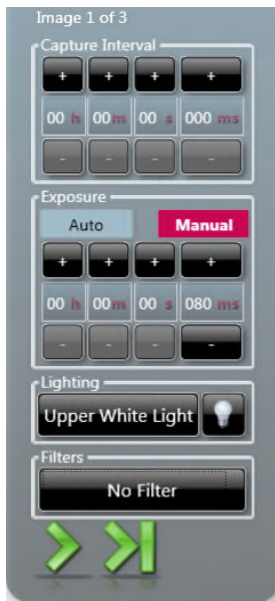 Image 1 of 3
Capture Interval
+ + + +
00 h 00 m 00 s 000 ms
- - - -
Exposure
Auto Manual
+ + + +
00 h 00 m 00 s 080 ms
- - - -
Lighting
Upper White Light
Filters
No Filter